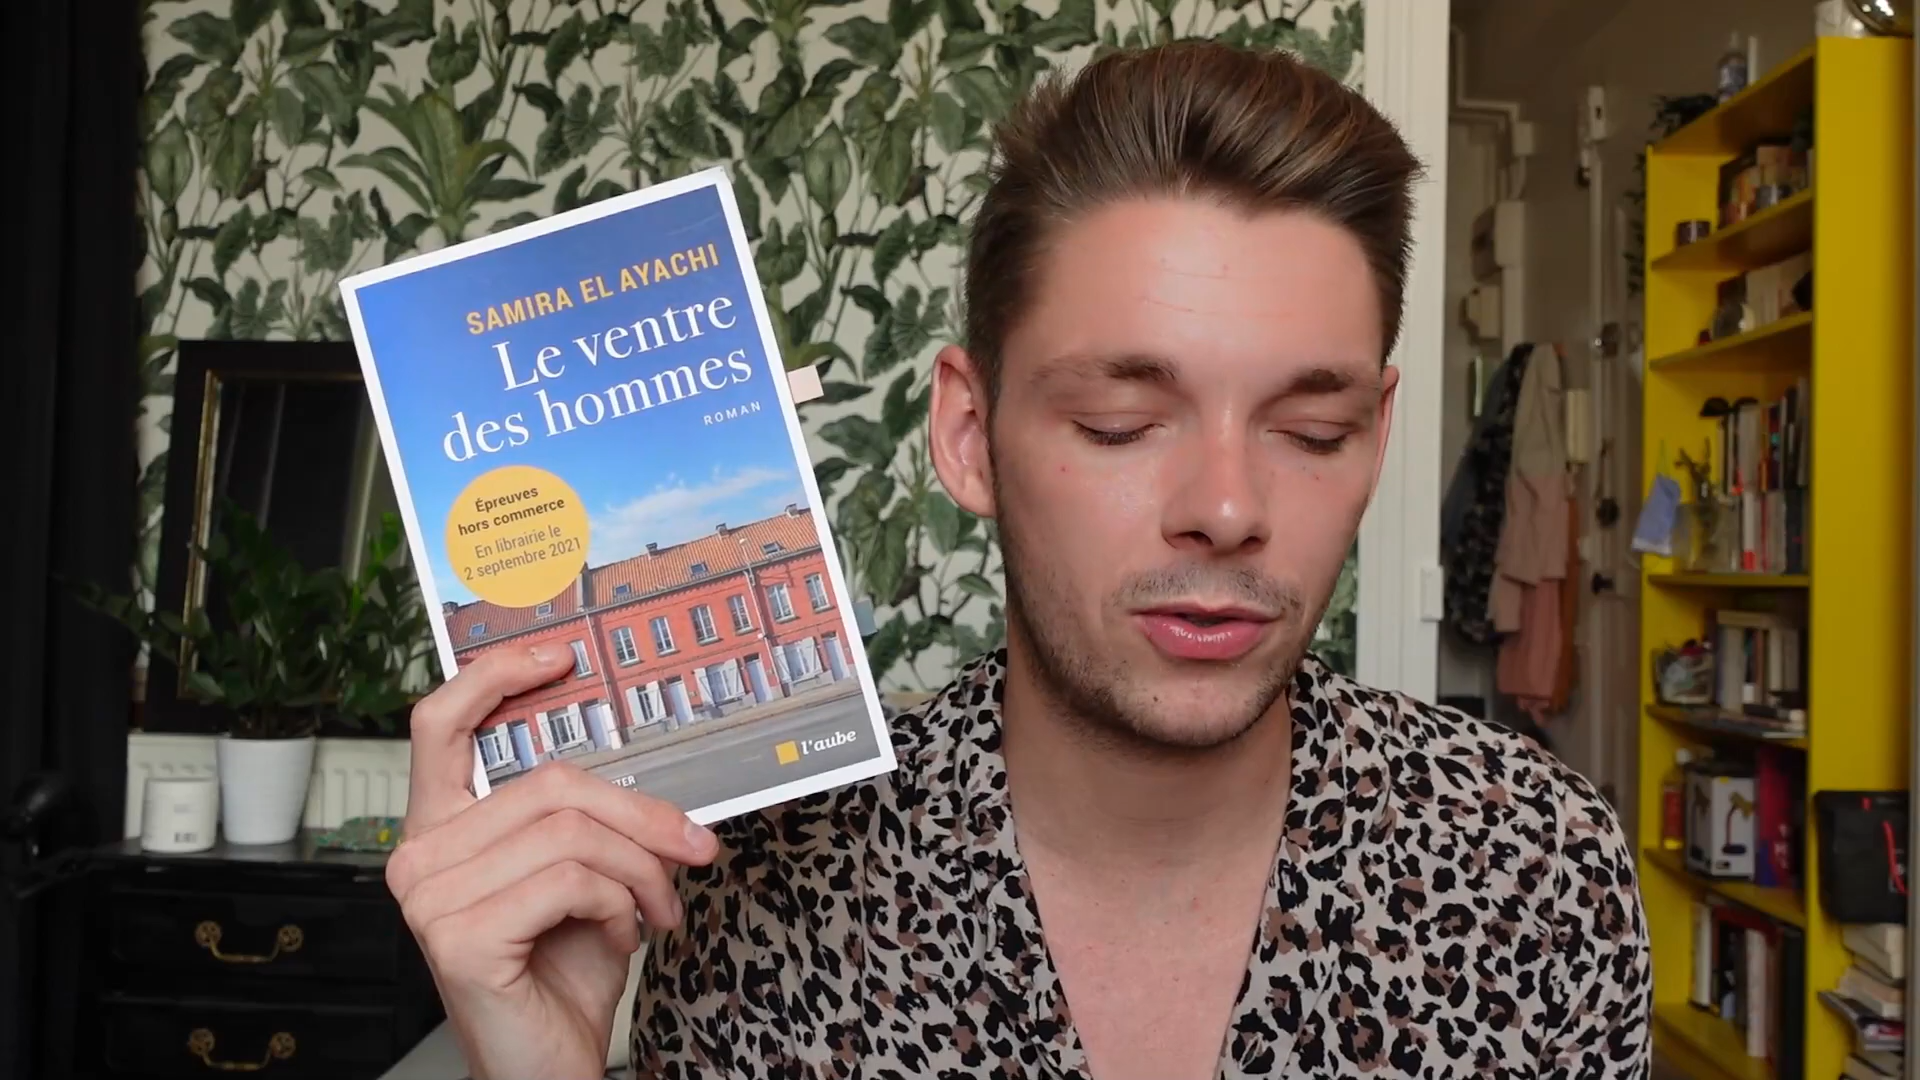 SAMIRA EL AYACHI
Le ventre
des hommes
ROMAN
Épreuves
hors commerce
En librairie le
2 septembre 2021
l'aube